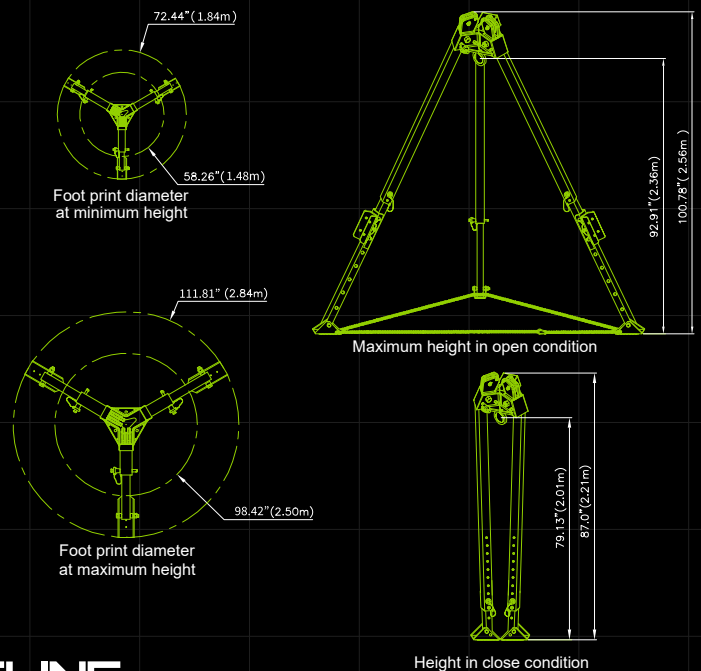 72.44”(1.84m)
58.26”(1.48m)
Foot print diameter
at minimum height
111.81” (2.84m)
98.42”(2.50m)
Foot print diameter
at maximum height
92.91”(2.36m)
100.78”(2.56m )
Maximum height in open condition
79.13”(2.01m)
87.0”(2.21m)
Height in close condition